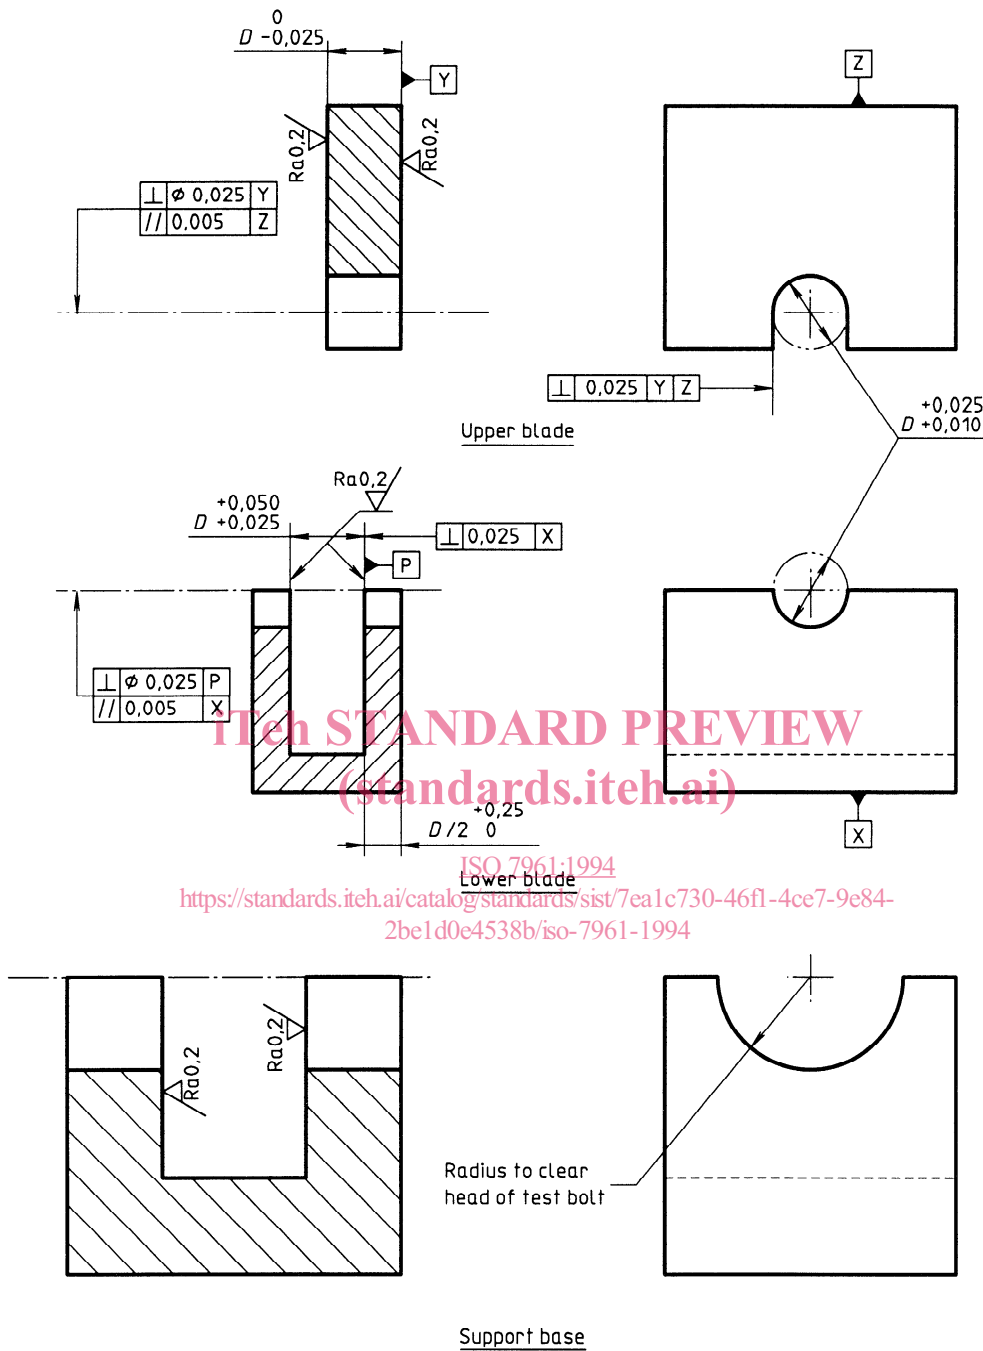 0
D -0,025
Y
Z
Ra0,2
Ra0,2
⊥ ⌀ 0,025 Y
// 0,005 Z
⊥ 0,025 Y Z
+0,025
D +0,010
Upper blade
Ra0,2
+0,050
D +0,025
⊥ 0,025 X
P
⊥ ⌀ 0,025 P
// 0,005 X
iTeh STANDARD PREVIEW
(standards.iteh.ai)
+0,25
D/2 0
X
ISO 7961:1994
Lower blade
https://standards.iteh.ai/catalog/standards/sist/7ea1c730-46f1-4ce7-9e84-
2be1d0e4538b/iso-7961-1994
Ra0,2
Ra0,2
Radius to clear
head of test bolt
Support base